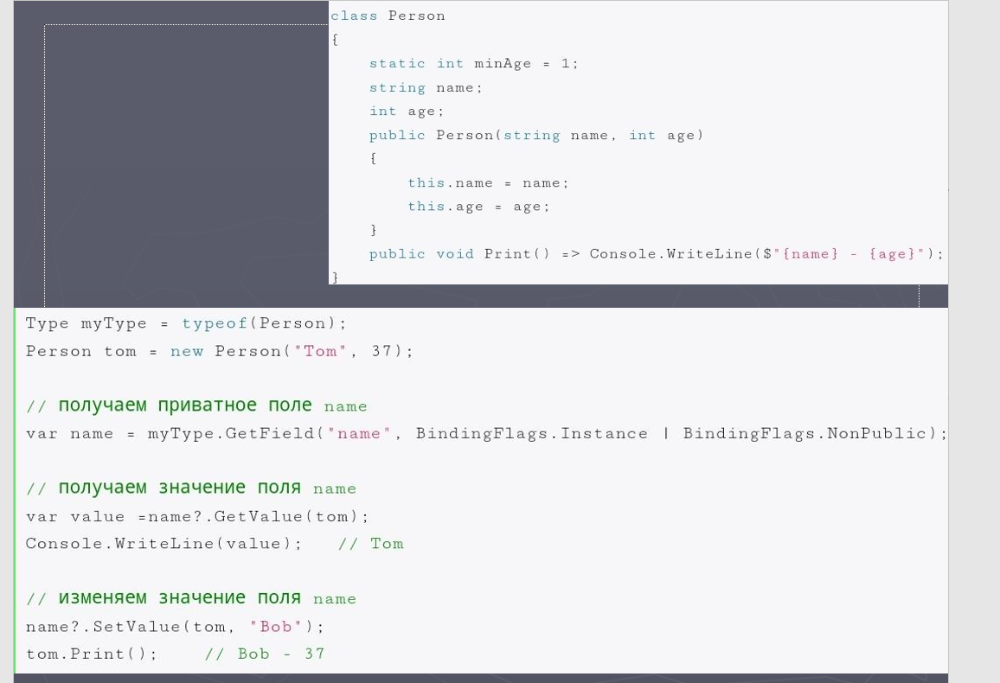 class Person
{
static int minAge = 1;
string name;
int age;
public Person(string name, int age)
{
this.name = name;
this.age = age;
}
public void Print() => Console.WriteLine($"{name} - {age}");
}
Type myType = typeof(Person);
Person tom = new Person("Tom", 37);
// получаем приватное поле name
var name = myType.GetField("name", BindingFlags.Instance | BindingFlags.NonPublic);
// получаем значение поля name
var value =name?.GetValue(tom);
Console.WriteLine(value); // Tom
// изменяем значение поля name
name?.SetValue(tom, "Bob");
tom.Print(); // Bob - 37